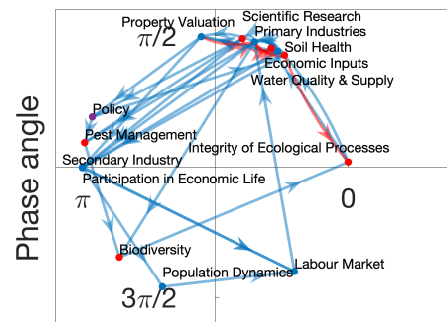 Scientific Research
Property Valuation
Primary Industries
π/2
Soil Health
Economic Inputs
Water Quality & Supply
Policy
Pest Management
Integrity of Ecological Processes
Secondary Industry
Participation in Economic Life
π
0
Phase angle
Biodiversity
Population Dynamics
Labour Market
3π/2